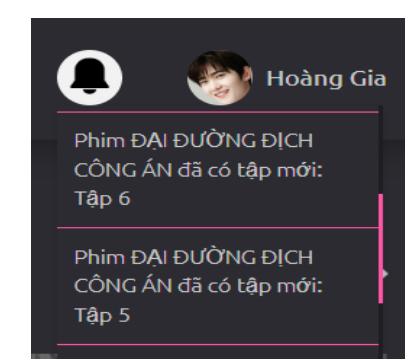 Hoàng Gia
Phim ĐẠI ĐƯỜNG ĐỊCH
CÔNG ÁN đã có tập mới:
Tập 6
Phim ĐẠI ĐƯỜNG ĐỊCH
CÔNG ÁN đã có tập mới:
Tập 5